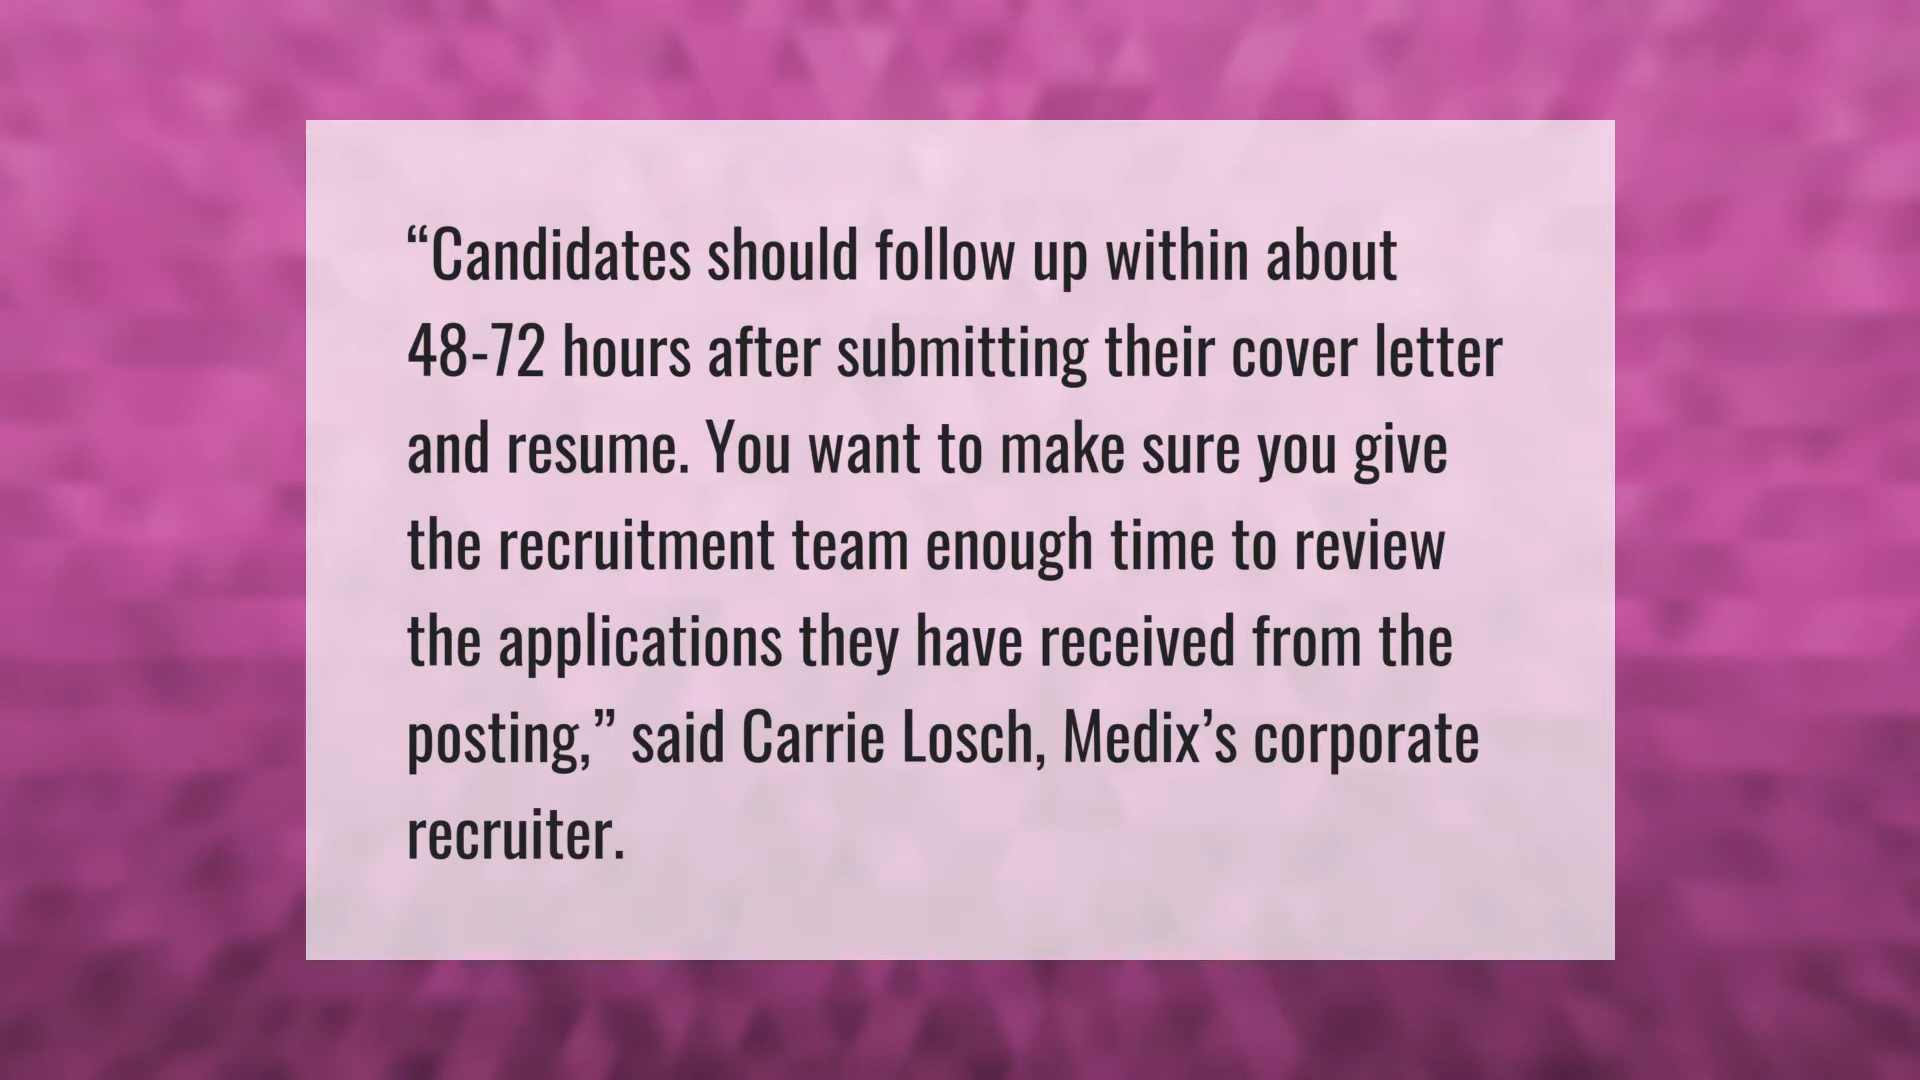 “Candidates should follow up within about
48-72 hours after submitting their cover letter
and resume. You want to make sure you give
the recruitment team enough time to review
the applications they have received from the
posting,” said Carrie Losch, Medix’s corporate
recruiter.